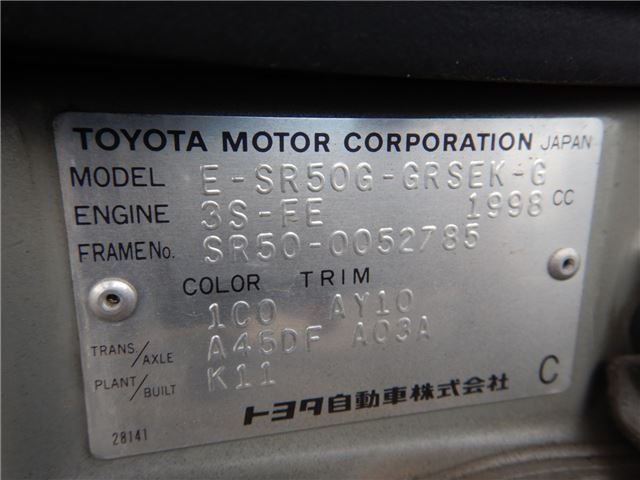 TOYOTA MOTOR CORPORATION JAPAN
MODEL E-SR50G-GRSEK-G
ENGINE 3S-FE 1998 CC
FRAME No. SR50-0052785
COLOR TRIM
1C0 AY10
TRANS./AXLE A45DF A03A
PLANT/BUILT K11
トヨタ自動車株式会社 C
28141